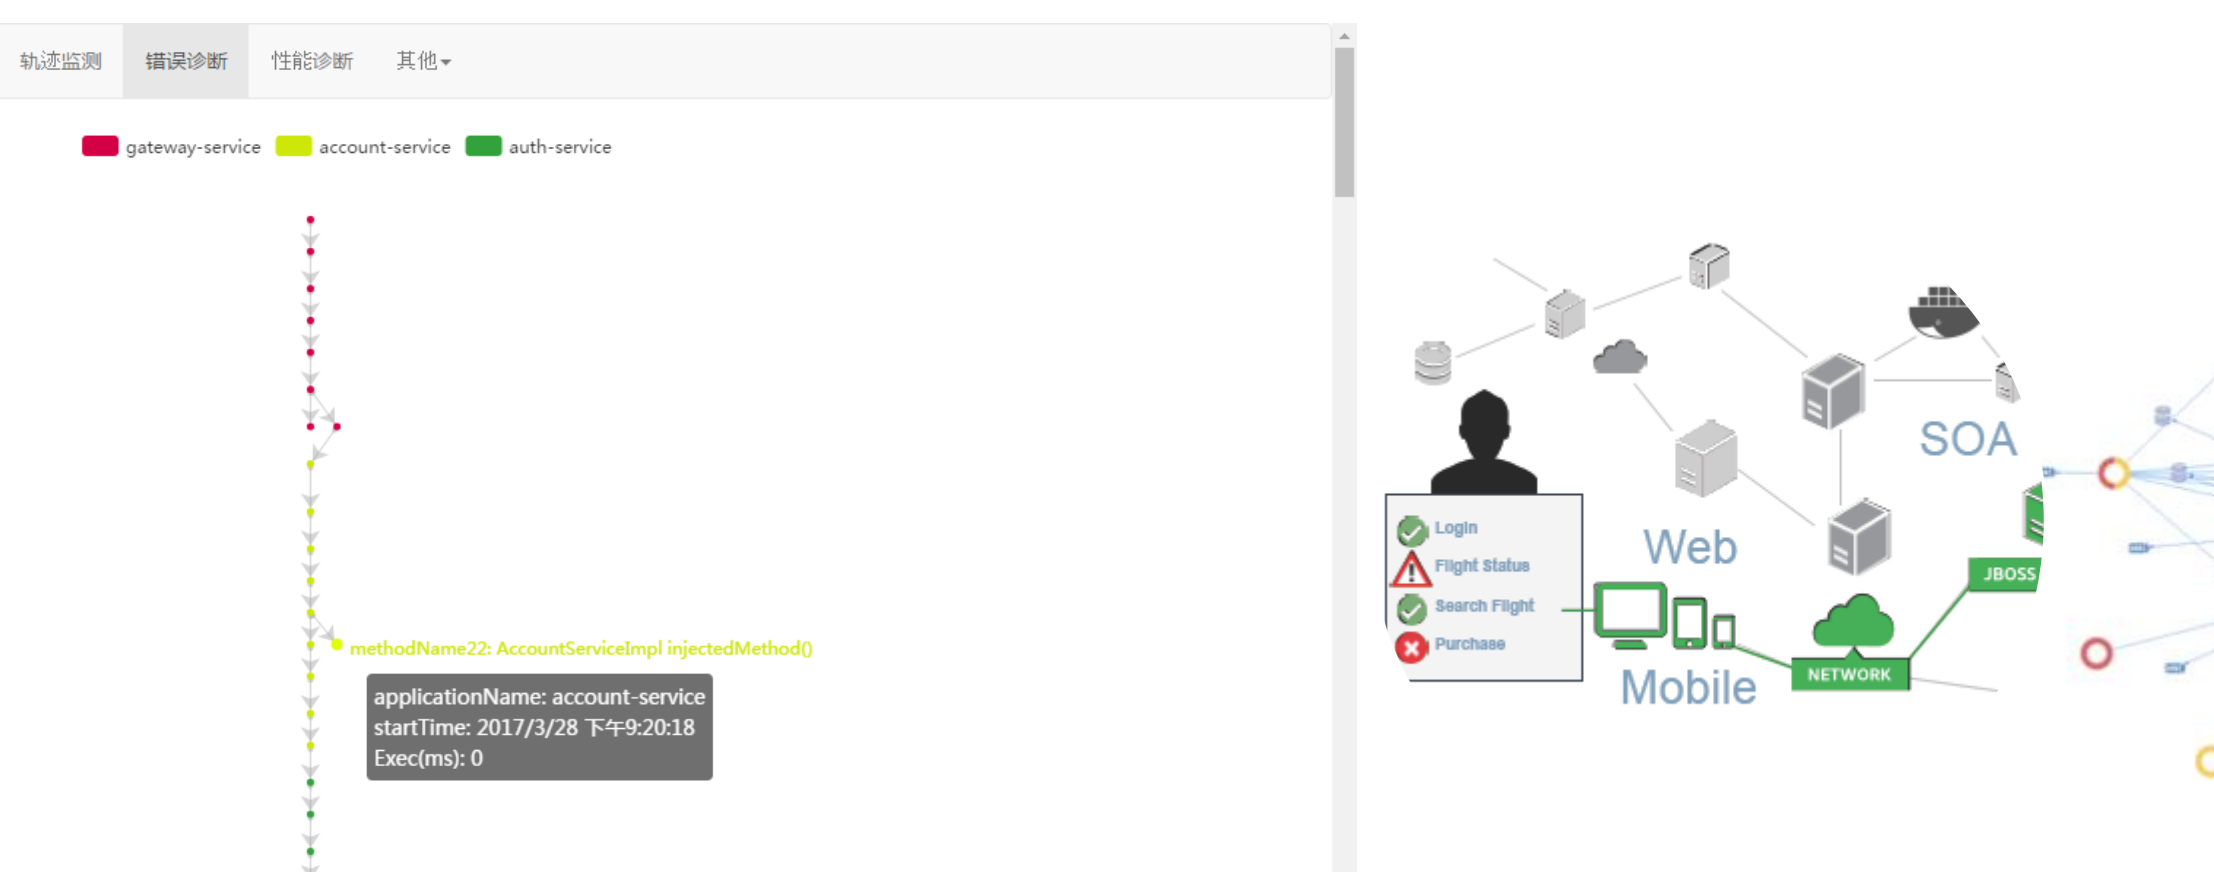 轨迹监测 错误诊断 性能诊断 其他
gateway-service account-service auth-service
methodName22: AccountServiceImpl injectedMethod()
applicationName: account-service
startTime: 2017/3/28 下午9:20:18
Exec(ms): 0
SOA
Web
Login
Flight Status
Search Flight
Purchase
JBOSS
NETWORK
Mobile